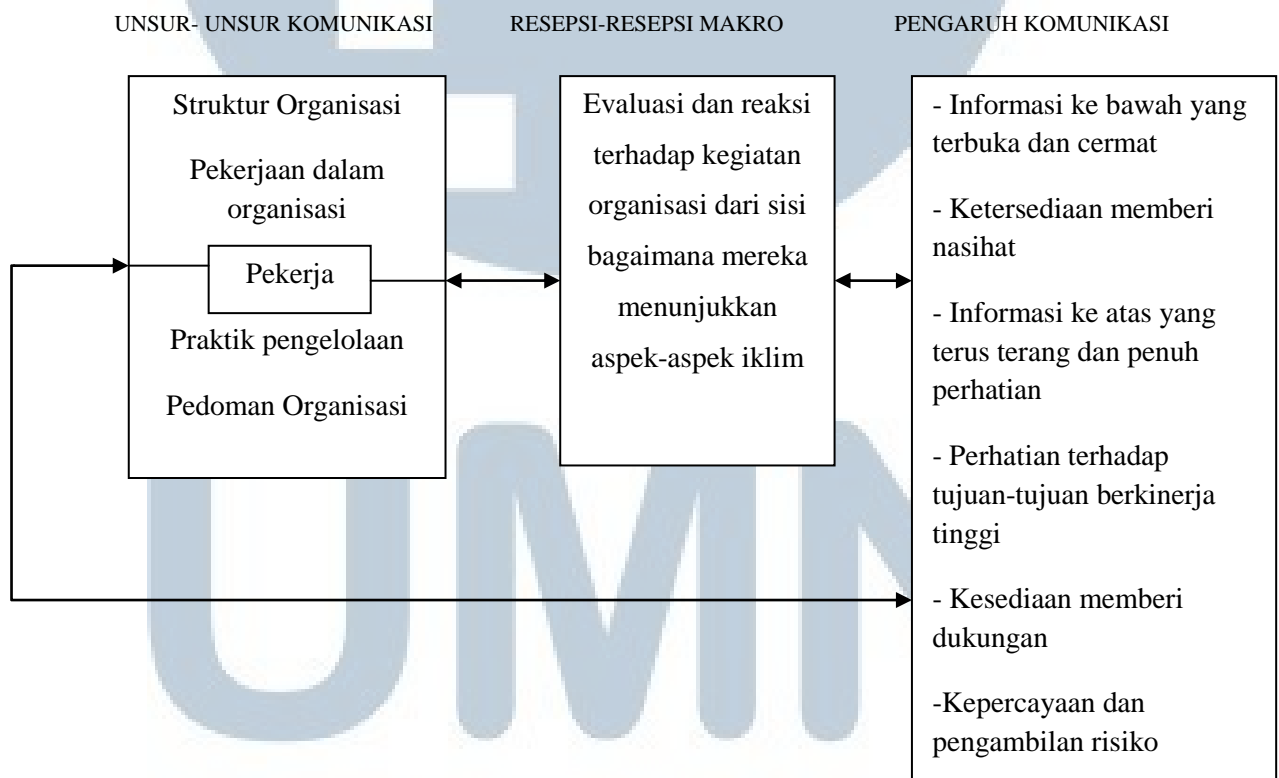 UNSUR- UNSUR KOMUNIKASI
RESEPSI-RESEPSI MAKRO
PENGARUH KOMUNIKASI
Struktur Organisasi
Pekerjaan dalam
organisasi
Pekerja
Praktik pengelolaan
Pedoman Organisasi
Evaluasi dan reaksi
terhadap kegiatan
organisasi dari sisi
bagaimana mereka
menunjukkan
aspek-aspek iklim
- Informasi ke bawah yang
terbuka dan cermat
- Ketersediaan memberi
nasihat
- Informasi ke atas yang
terus terang dan penuh
perhatian
- Perhatian terhadap
tujuan-tujuan berkinerja
tinggi
- Kesediaan memberi
dukungan
-Kepercayaan dan
pengambilan risiko
UMN